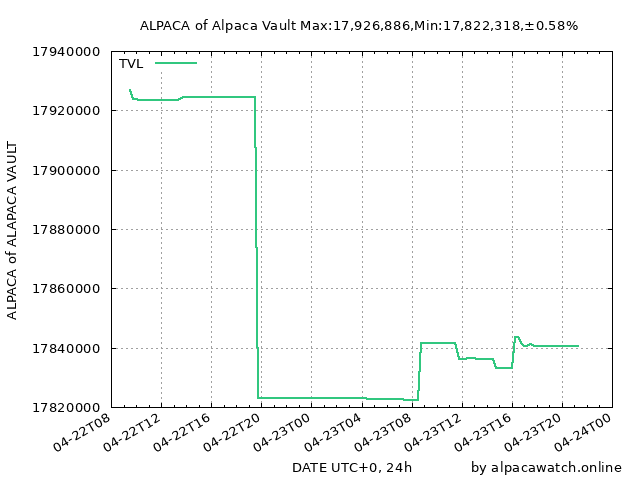 ALPACA of Alpaca Vault Max:17,926,886,Min:17,822,318,±0.58%
TVL
17940000
17920000
17900000
17880000
17860000
17840000
17820000
ALPACA of ALAPACA VAULT
04-22T08
04-22T12
04-22T16
04-22T20
04-23T00
04-23T04
04-23T08
04-23T12
04-23T16
04-23T20
04-24T00
DATE UTC+0, 24h
by alpacawatch.online